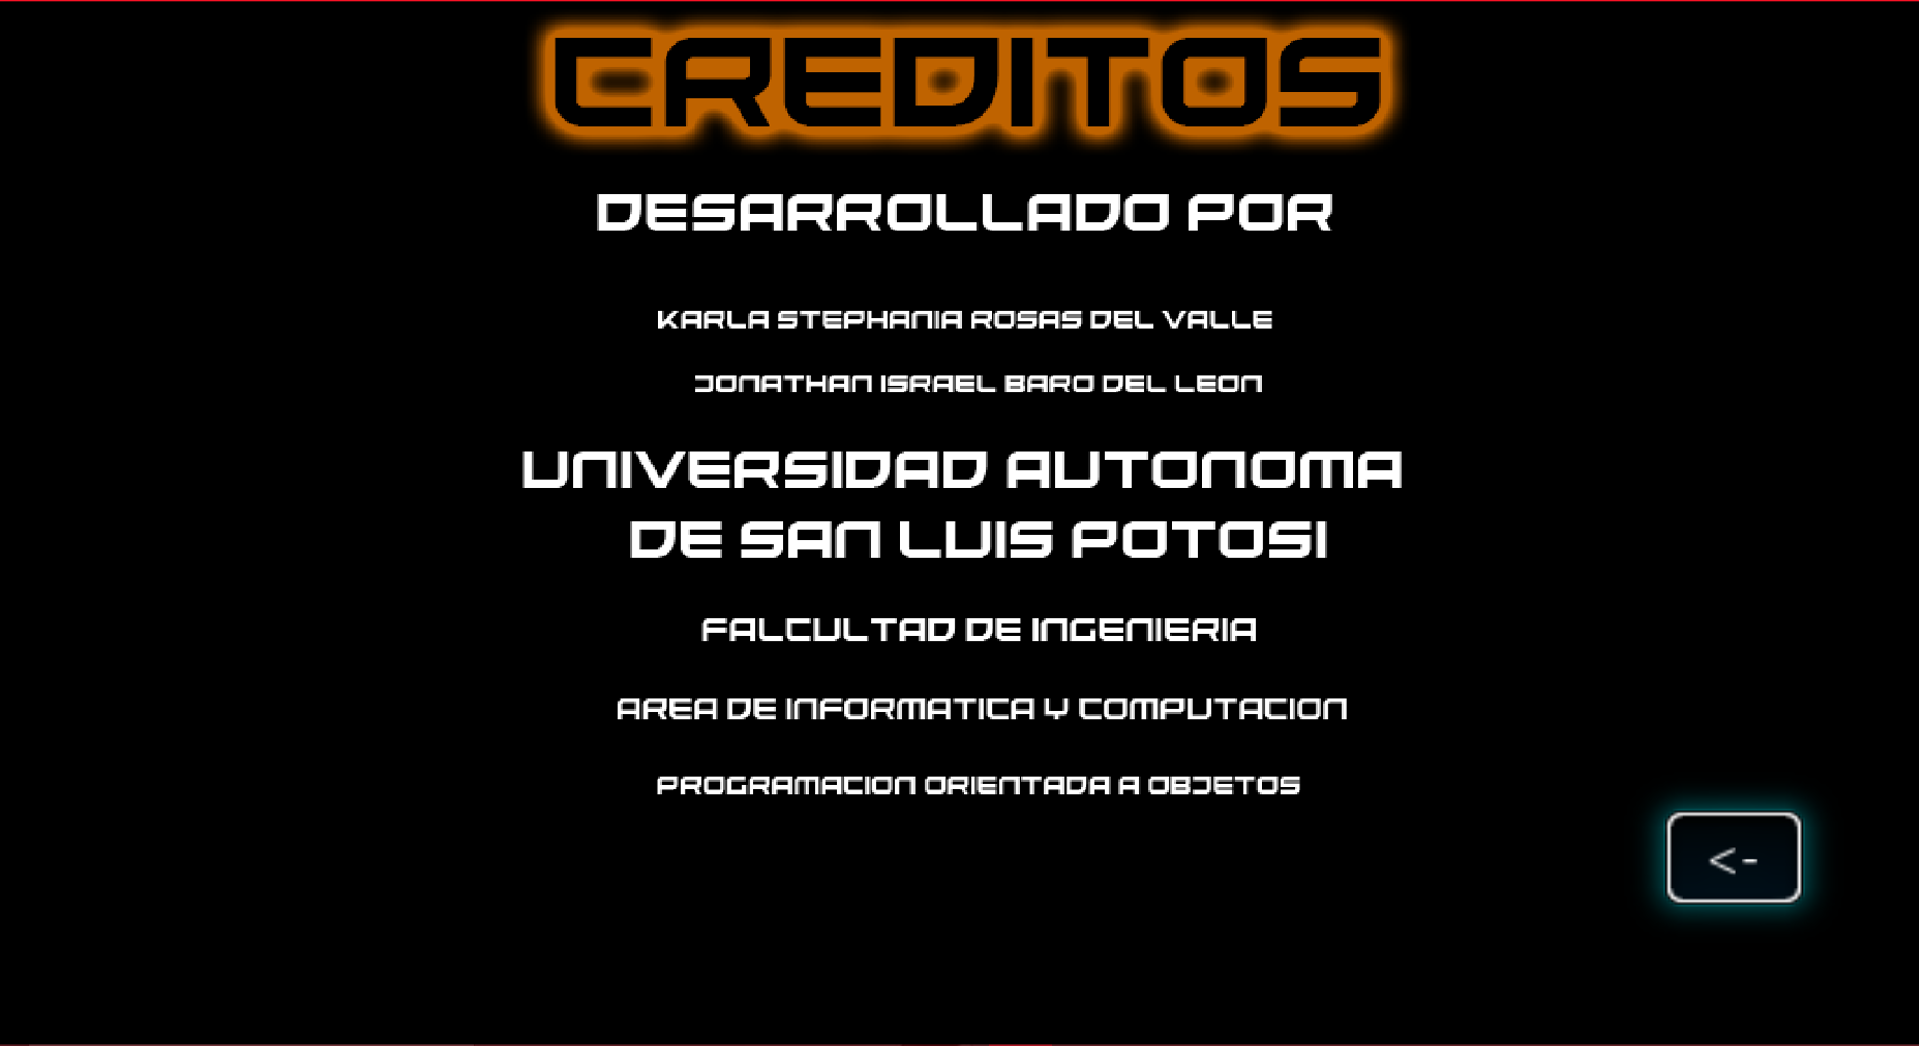 CREDITOS
DESARROLLADO POR
KARLA STEPHANIA ROSAS DEL VALLE
JONATHAN ISRAEL BARO DEL LEON
UNIVERSIDAD AUTONOMA
DE SAN LUIS POTOSI
FALCULTAD DE INGENIERIA
AREA DE INFORMATICA Y COMPUTACION
PROGRAMACION ORIENTADA A OBJETOS
<-